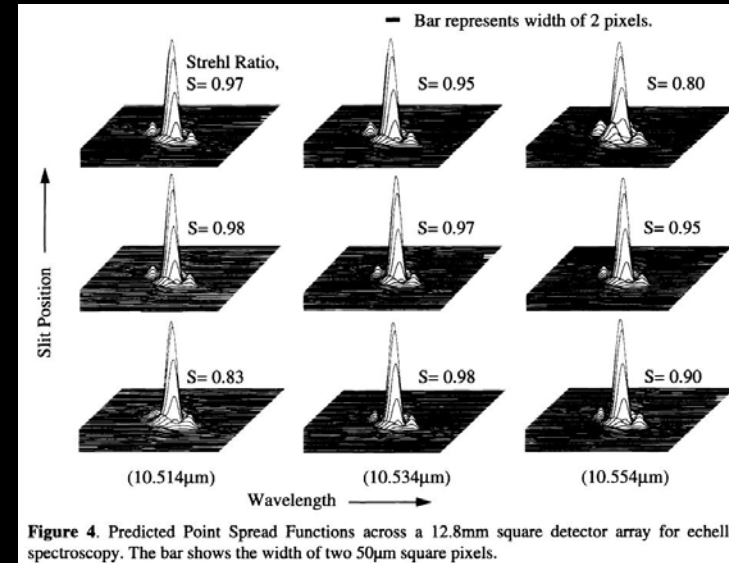 Bar represents width of 2 pixels.
Strehl Ratio,
S= 0.97
S= 0.95
S= 0.80
S= 0.98
S= 0.97
S= 0.95
S= 0.83
S= 0.98
S= 0.90
Slit Position
(10.514µm)
(10.534µm)
(10.554µm)
Wavelength
Figure 4. Predicted Point Spread Functions across a 12.8mm square detector array for echell
spectroscopy. The bar shows the width of two 50µm square pixels.